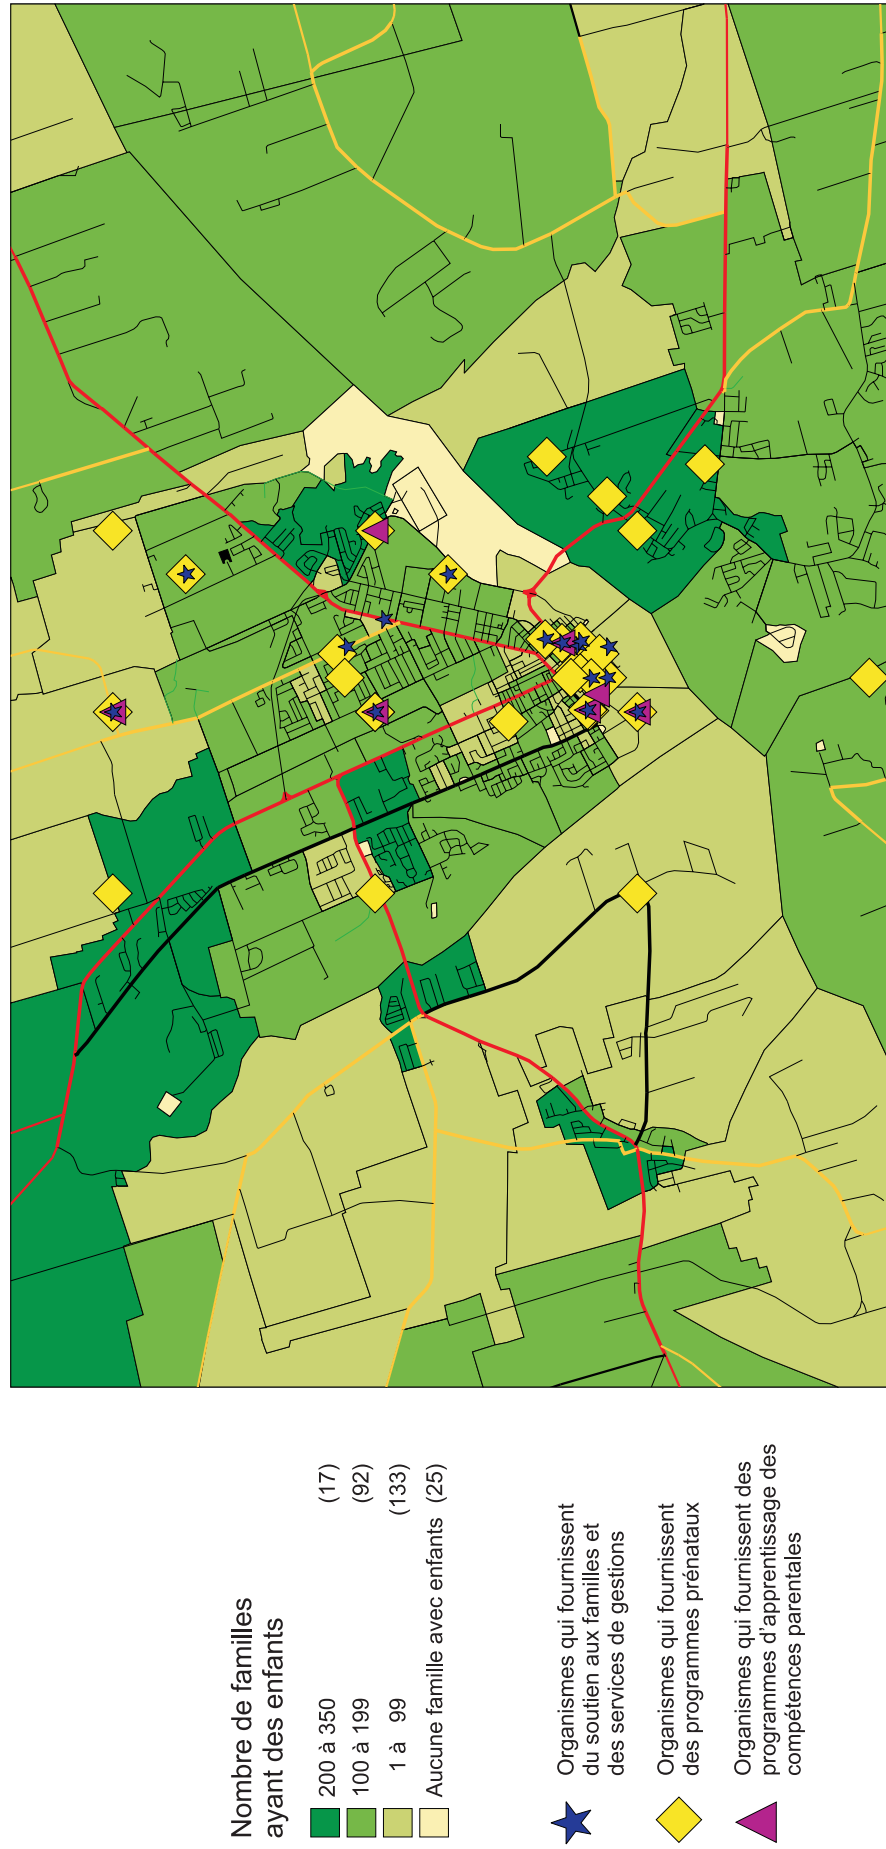 Nombre de familles
ayant des enfants
200 à 350 (17)
100 à 199 (92)
1 à 99 (133)
Aucune famille avec enfants (25)
Organismes qui fournissent
du soutien aux familles et
des services de gestions
Organismes qui fournissent
des programmes prénataux
Organismes qui fournissent des
programmes d'apprentissage des
compétences parentales